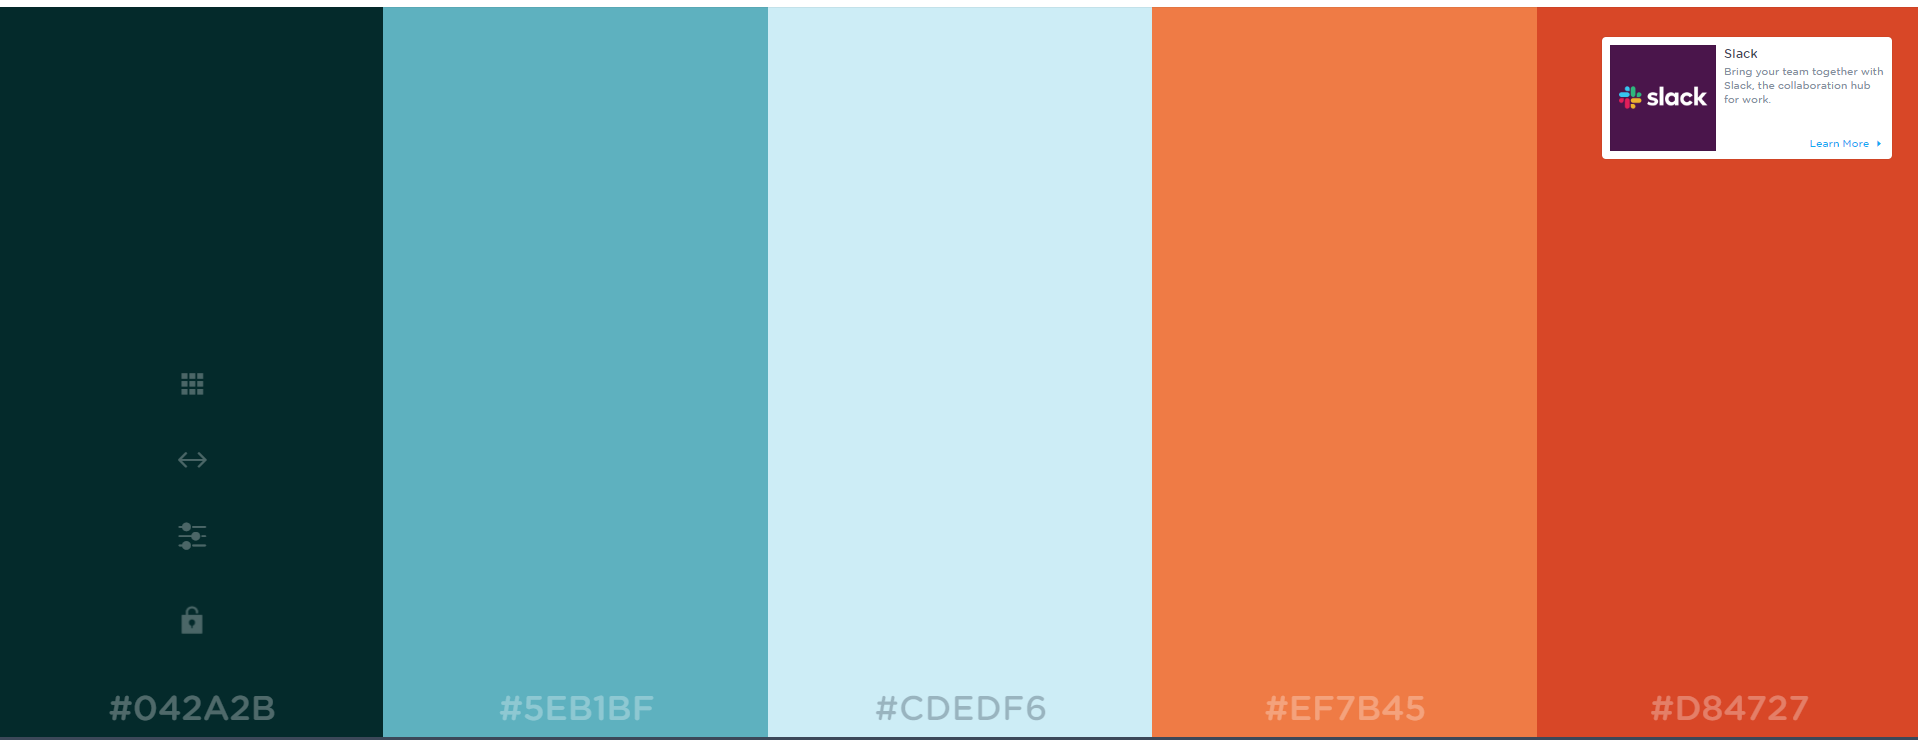 Slack
slack
Bring your team together with
Slack, the collaboration hub
for work.
Learn More
#042A2B
#5EB1BF
#CDEDF6
#EF7B45
#D84727